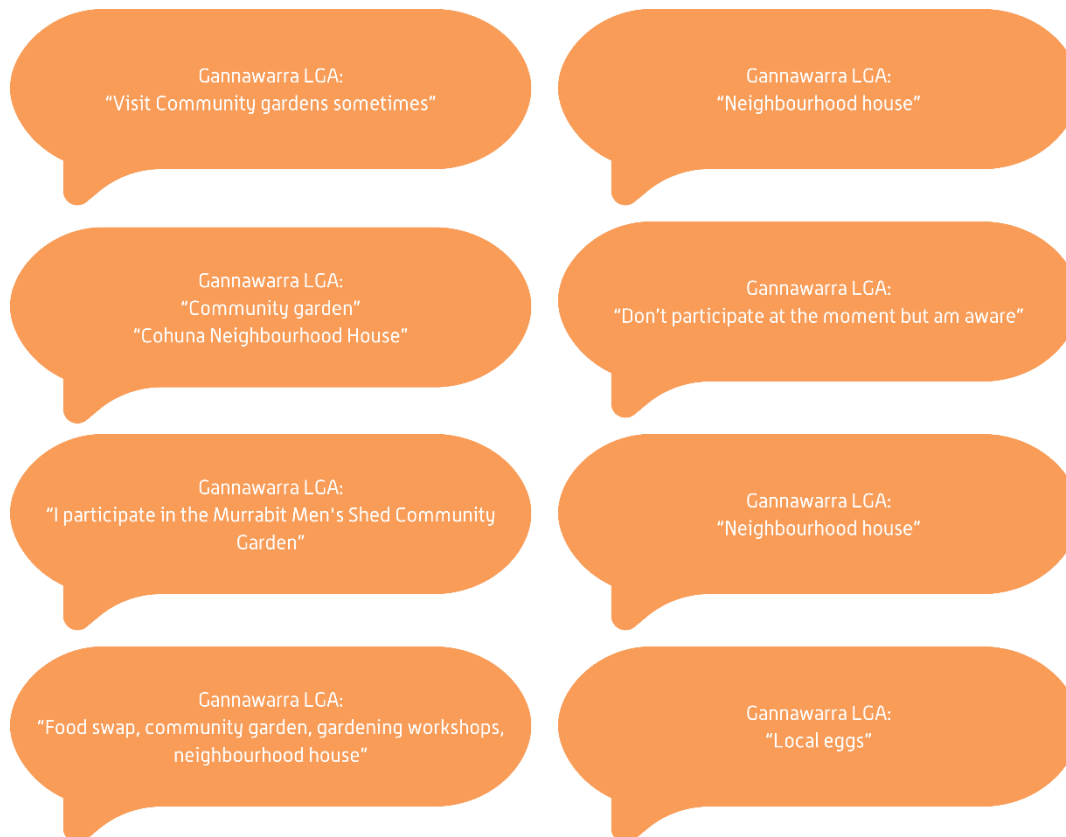 Gannawarra LGA:
“Visit Community gardens sometimes”
Gannawarra LGA:
“Neighbourhood house”
Gannawarra LGA:
“Community garden”
“Cohuna Neighbourhood House”
Gannawarra LGA:
“Don’t participate at the moment but am aware”
Gannawarra LGA:
“I participate in the Murrabit Men's Shed Community
Garden”
Gannawarra LGA:
“Neighbourhood house”
Gannawarra LGA:
“Food swap, community garden, gardening workshops,
neighbourhood house”
Gannawarra LGA:
“Local eggs”